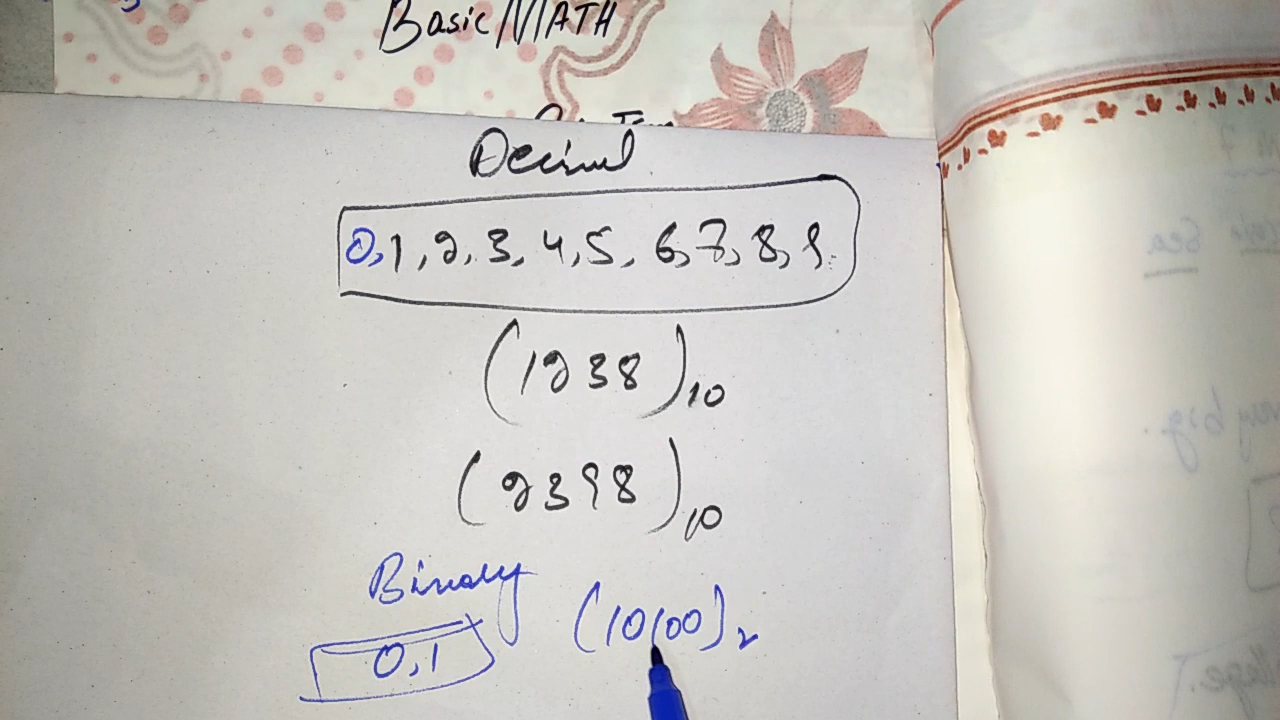 Basic MATH
Decimal
0, 1, 2, 3, 4, 5, 6, 7, 8, 9
(1238)10
(2398)10
Binary
0, 1 (10100)2